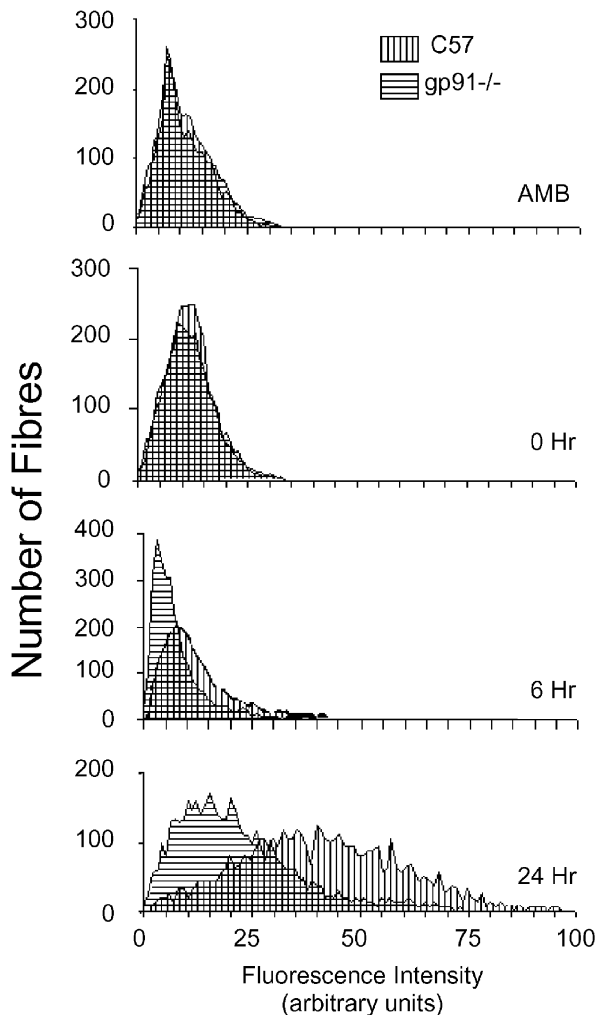 Number of Fibres
300
200
100
0
C57
gp91-/-
AMB
300
200
100
0
0 Hr
400
300
200
100
0
6 Hr
200
100
0
24 Hr
0 25 50 75 100
Fluorescence Intensity
(arbitrary units)